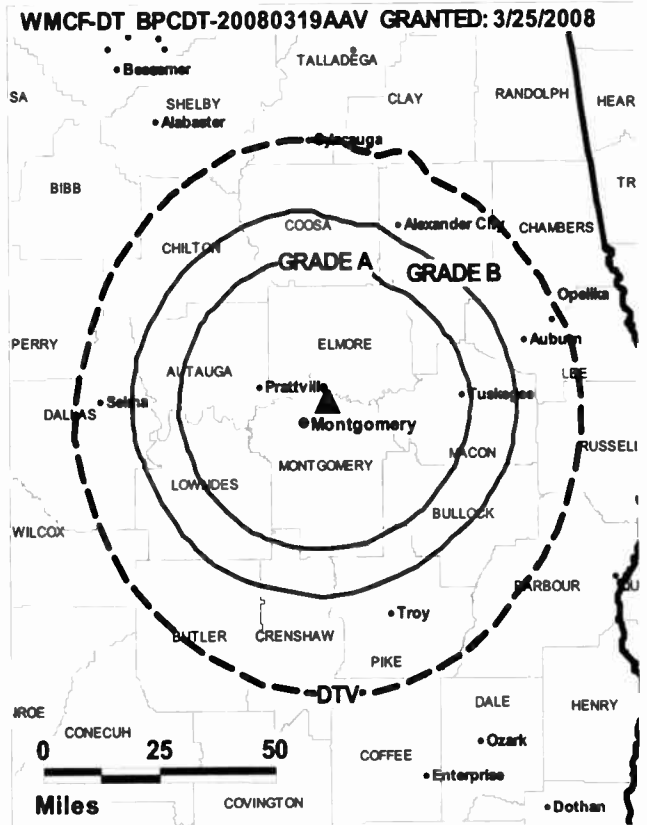 WMCF-DT BPCDT-20080319AAV GRANTED: 3/25/2008
TALLADEGA
Bessemer
SA
SHELBY
CLAY
RANDOLPH
HEAR
Alabaster
Sylacauga
BIBB
TR
COOSA
Alexander City
CHAMBERS
CHILTON
GRADE A
GRADE B
Opelika
PERRY
ELMORE
Auburn
AUTAUGA
LEE
Prattville
Tuskegee
DALLAS
Selma
Montgomery
RUSSELL
MACON
MONTGOMERY
LOWNDES
BULLOCK
WILCOX
BARBOUR
Troy
BUTLER
CRENSHAW
PIKE
DTV
DALE
HENRY
CONECUH
0 25 50
COFFEE
Ozark
Enterprise
Miles
COVINGTON
Dothan